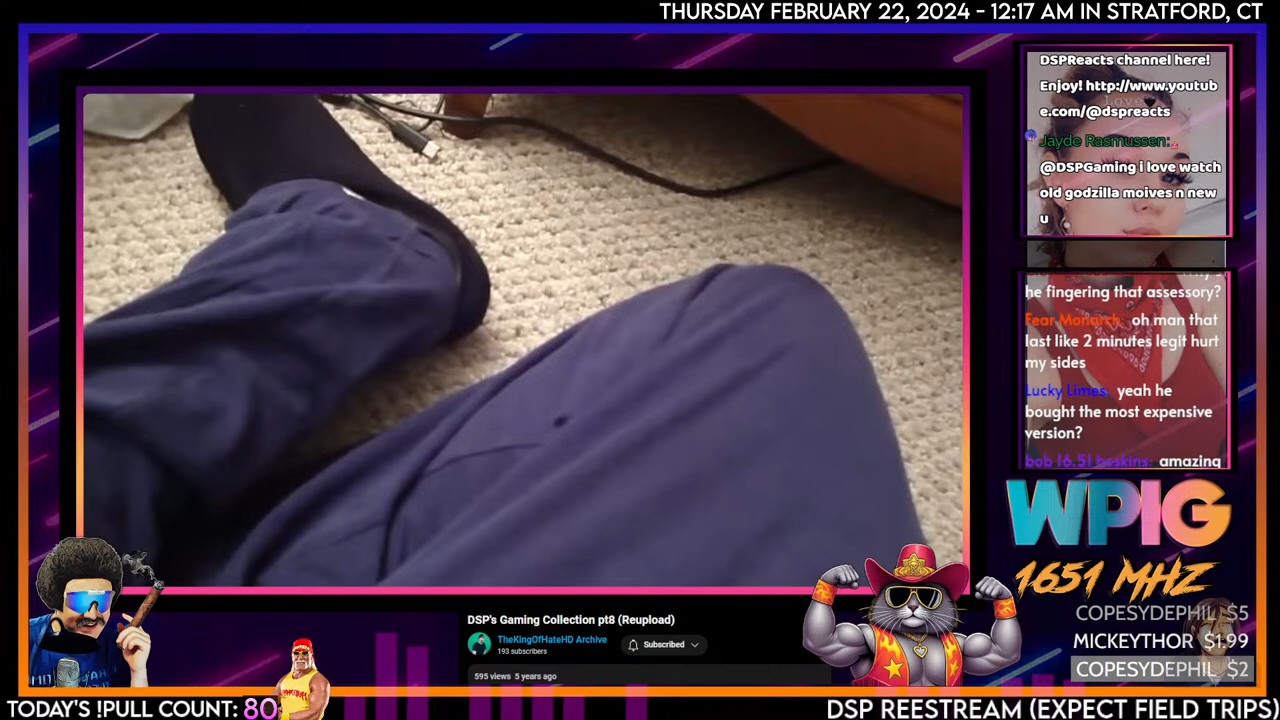 THURSDAY FEBRUARY 22, 2024 - 12:17 AM IN STRATFORD, CT
DSPReacts channel here!
Enjoy! http://www.youtub
e.com/@dspreacts
Jayde Rasmussen:
@DSPGaming i love watch
old godzilla moives n new
u
he fingering that assessory?
Fear Monarch: oh man that
last like 2 minutes legit hurt
my sides
Lucky Limes: yeah he
bought the most expensive
version?
bob 16.51 beskins: amazing
WPIG
1651 MHZ
COPESYDEPHIL $5
MICKEYTHOR $1.99
COPESYDEPHIL $2
DSP's Gaming Collection pt8 (Reupload)
TheKingOfHateHD Archive
193 subscribers
Subscribed
595 views 5 years ago
TODAY'S !PULL COUNT: 80
DSP REESTREAM (EXPECT FIELD TRIPS)